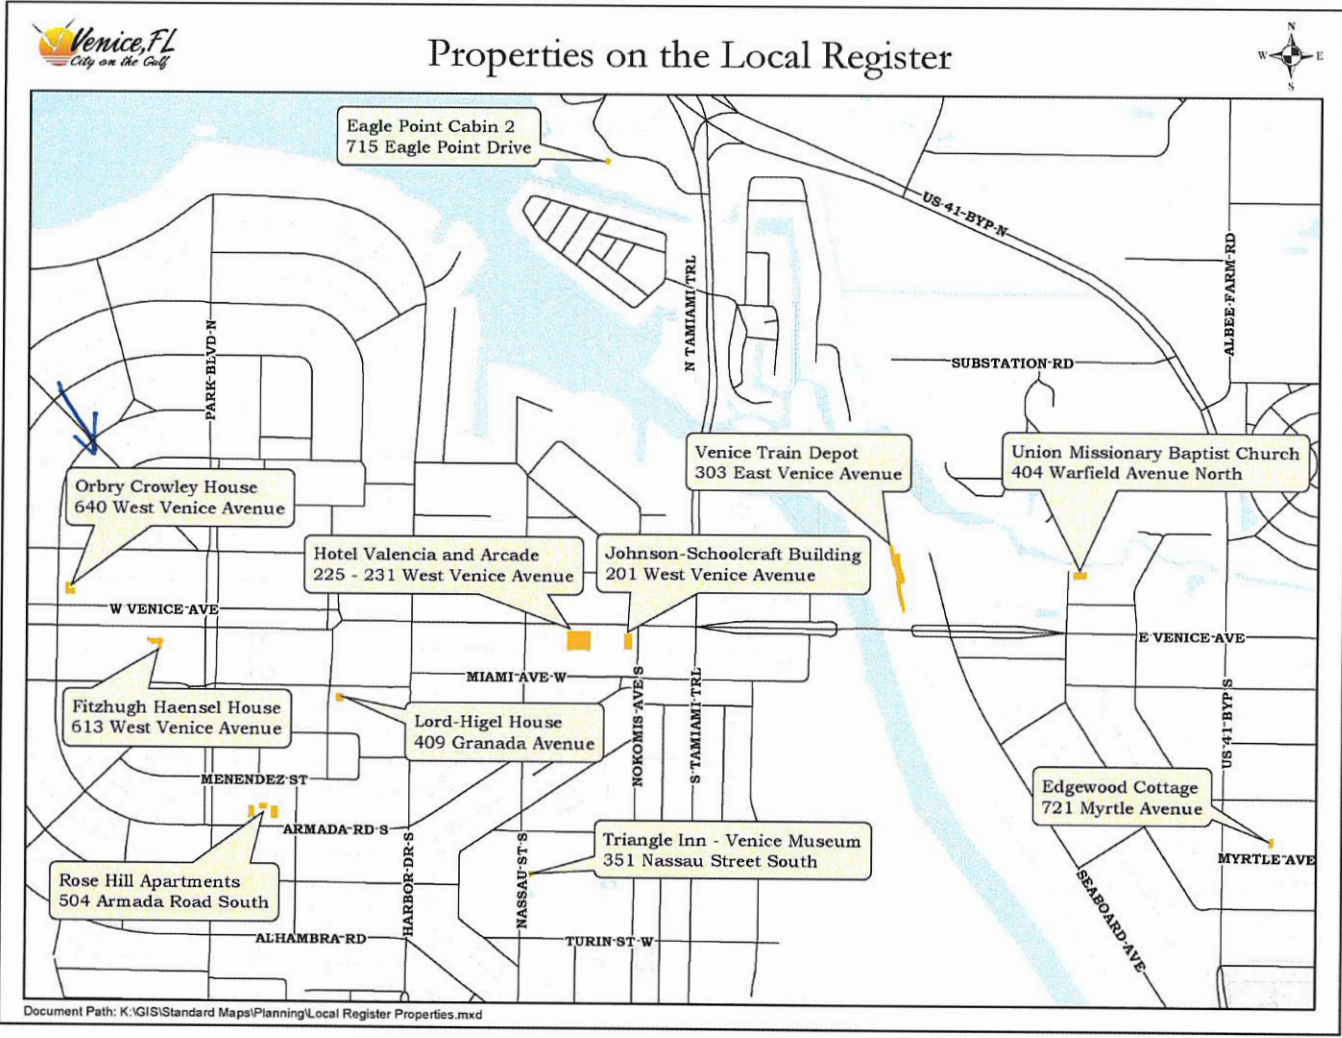 Venice, FL
City on the Gulf
Properties on the Local Register
N
W E
S
Eagle Point Cabin 2
715 Eagle Point Drive
US 41 BYP N
N TAMIAMI TRL
ALBEE FARM RD
PARK BLVD N
SUBSTATION RD
Venice Train Depot
303 East Venice Avenue
Union Missionary Baptist Church
404 Warfield Avenue North
Orbry Crowley House
640 West Venice Avenue
Hotel Valencia and Arcade
225 - 231 West Venice Avenue
Johnson-Schoolcraft Building
201 West Venice Avenue
W VENICE AVE
E VENICE AVE
MIAMI AVE W
Fitzhugh Haensel House
613 West Venice Avenue
Lord-Higel House
409 Granada Avenue
NOKOMIS AVE S
S TAMIAMI TRL
US 41 BYP S
MENENDEZ ST
Edgewood Cottage
721 Myrtle Avenue
ARMADA RD S
HARBOR DR S
NASSAU ST S
Triangle Inn - Venice Museum
351 Nassau Street South
MYRTLE AVE
Rose Hill Apartments
504 Armada Road South
SEABOARD AVE
ALHAMBRA RD
TURIN ST W
Document Path: K:\GIS\Standard Maps\Planning\Local Register Properties.mxd